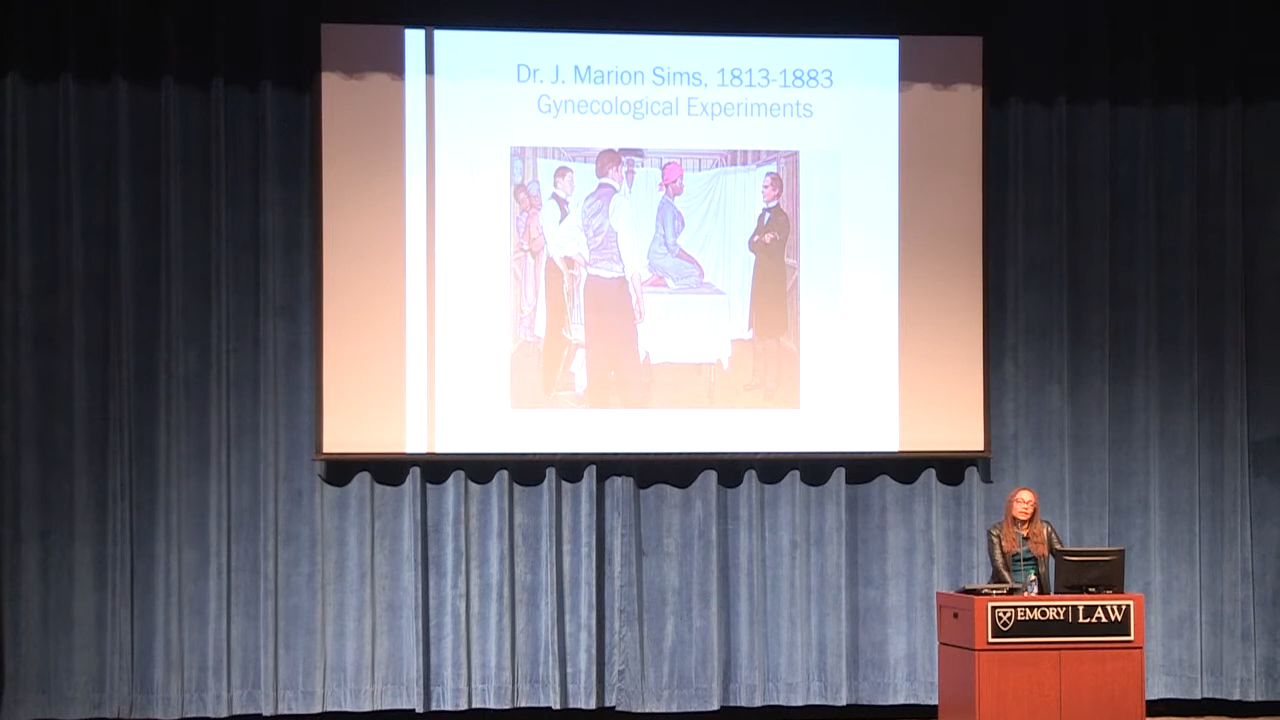 Dr. J. Marion Sims, 1813-1883
Gynecological Experiments
EMORY | LAW